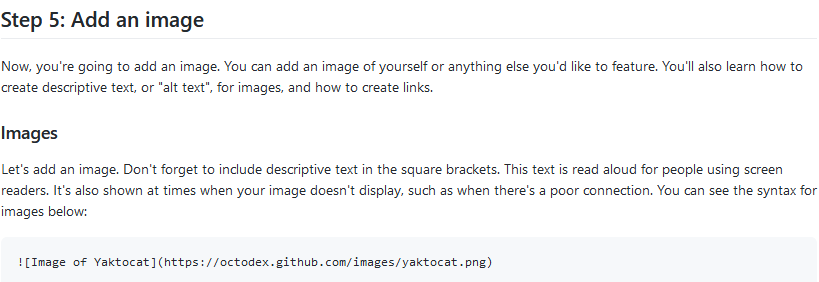 Step 5: Add an image
Now, you're going to add an image. You can add an image of yourself or anything else you'd like to feature. You'll also learn how to
create descriptive text, or "alt text", for images, and how to create links.
Images
Let's add an image. Don't forget to include descriptive text in the square brackets. This text is read aloud for people using screen
readers. It's also shown at times when your image doesn't display, such as when there's a poor connection. You can see the syntax for
images below:
![Image of Yaktocat](https://octodex.github.com/images/yaktocat.png)